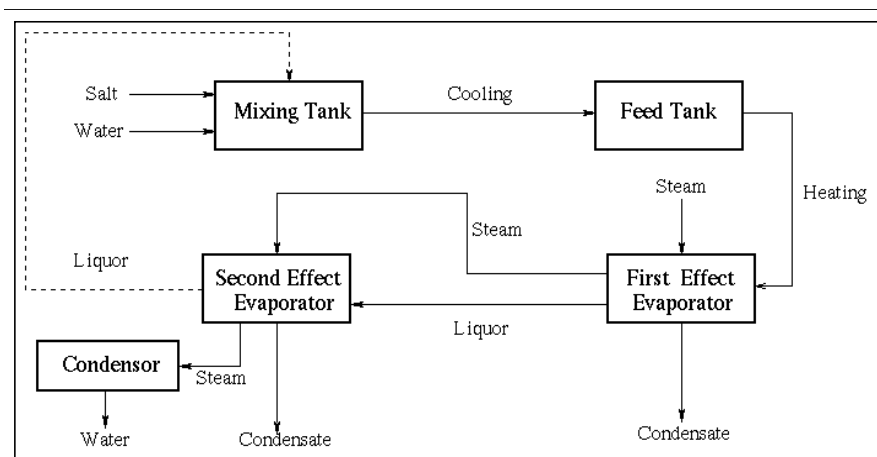 Salt
Water
Mixing Tank
Cooling
Feed Tank
Heating
Steam
Steam
Liquor
Second Effect
Evaporator
First Effect
Evaporator
Liquor
Condensor
Steam
Water
Condensate
Condensate